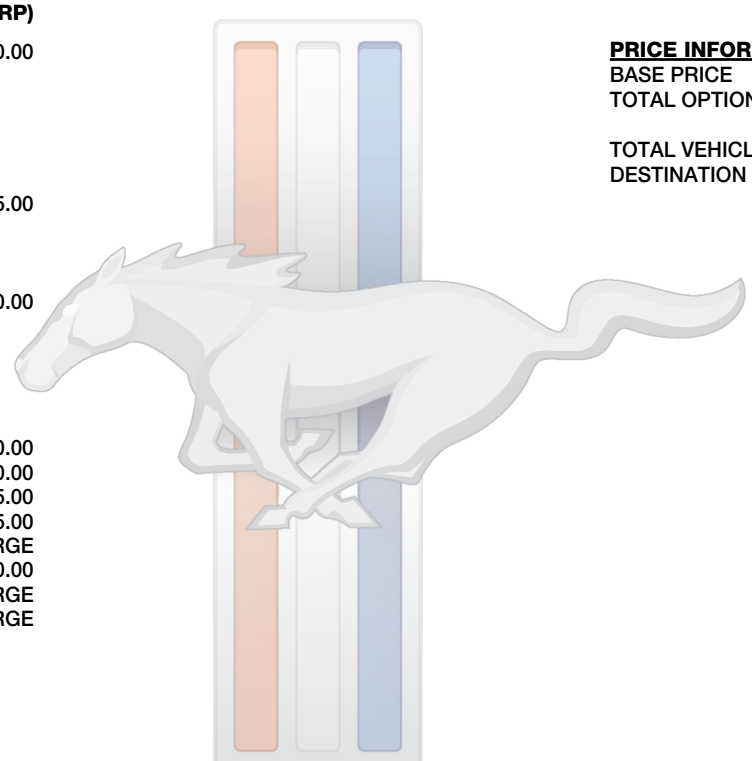 RP)
0.00
5.00
0.00
0.00
0.00
5.00
5.00
RGE
0.00
RGE
RGE
PRICE INFOR
BASE PRICE
TOTAL OPTION
TOTAL VEHICL
DESTINATION